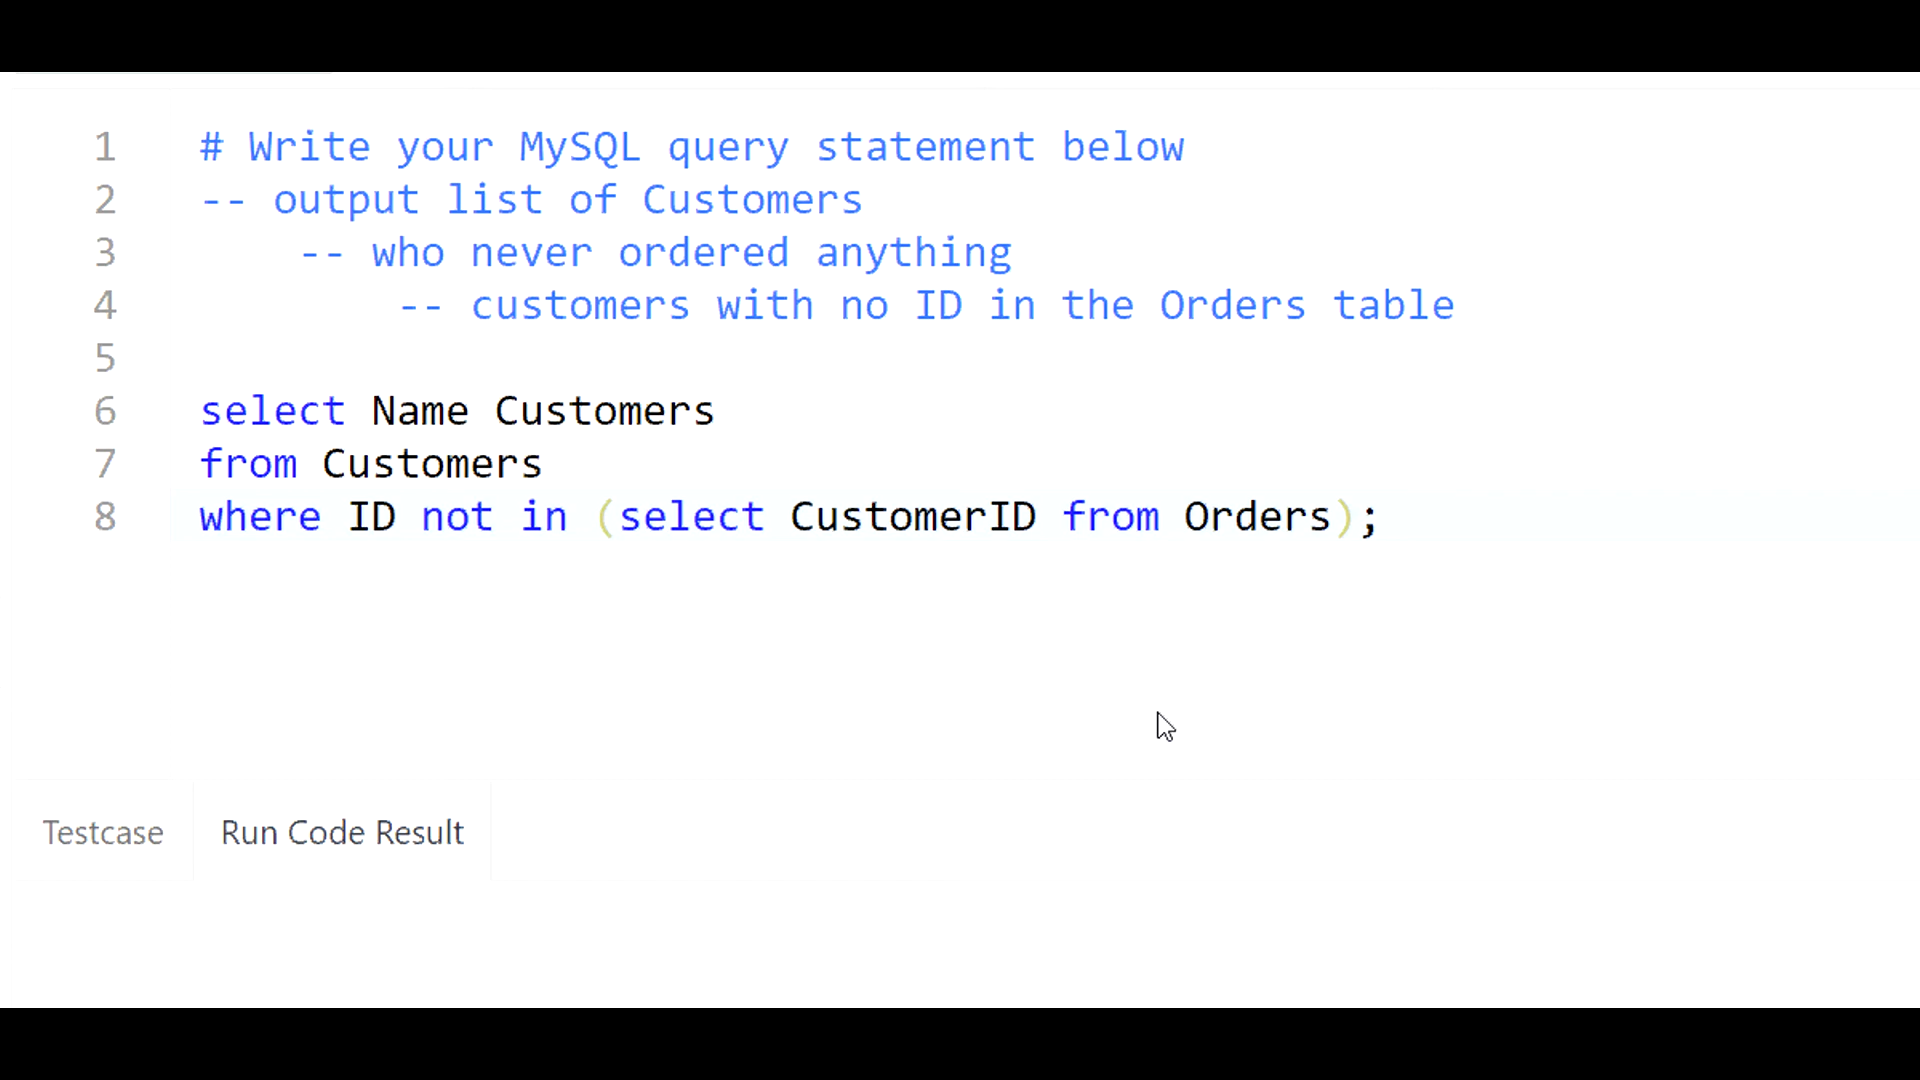 1 # Write your MySQL query statement below
2 -- output list of Customers
3 -- who never ordered anything
4 -- customers with no ID in the Orders table
5
6 select Name Customers
7 from Customers
8 where ID not in (select CustomerID from Orders);
Testcase Run Code Result